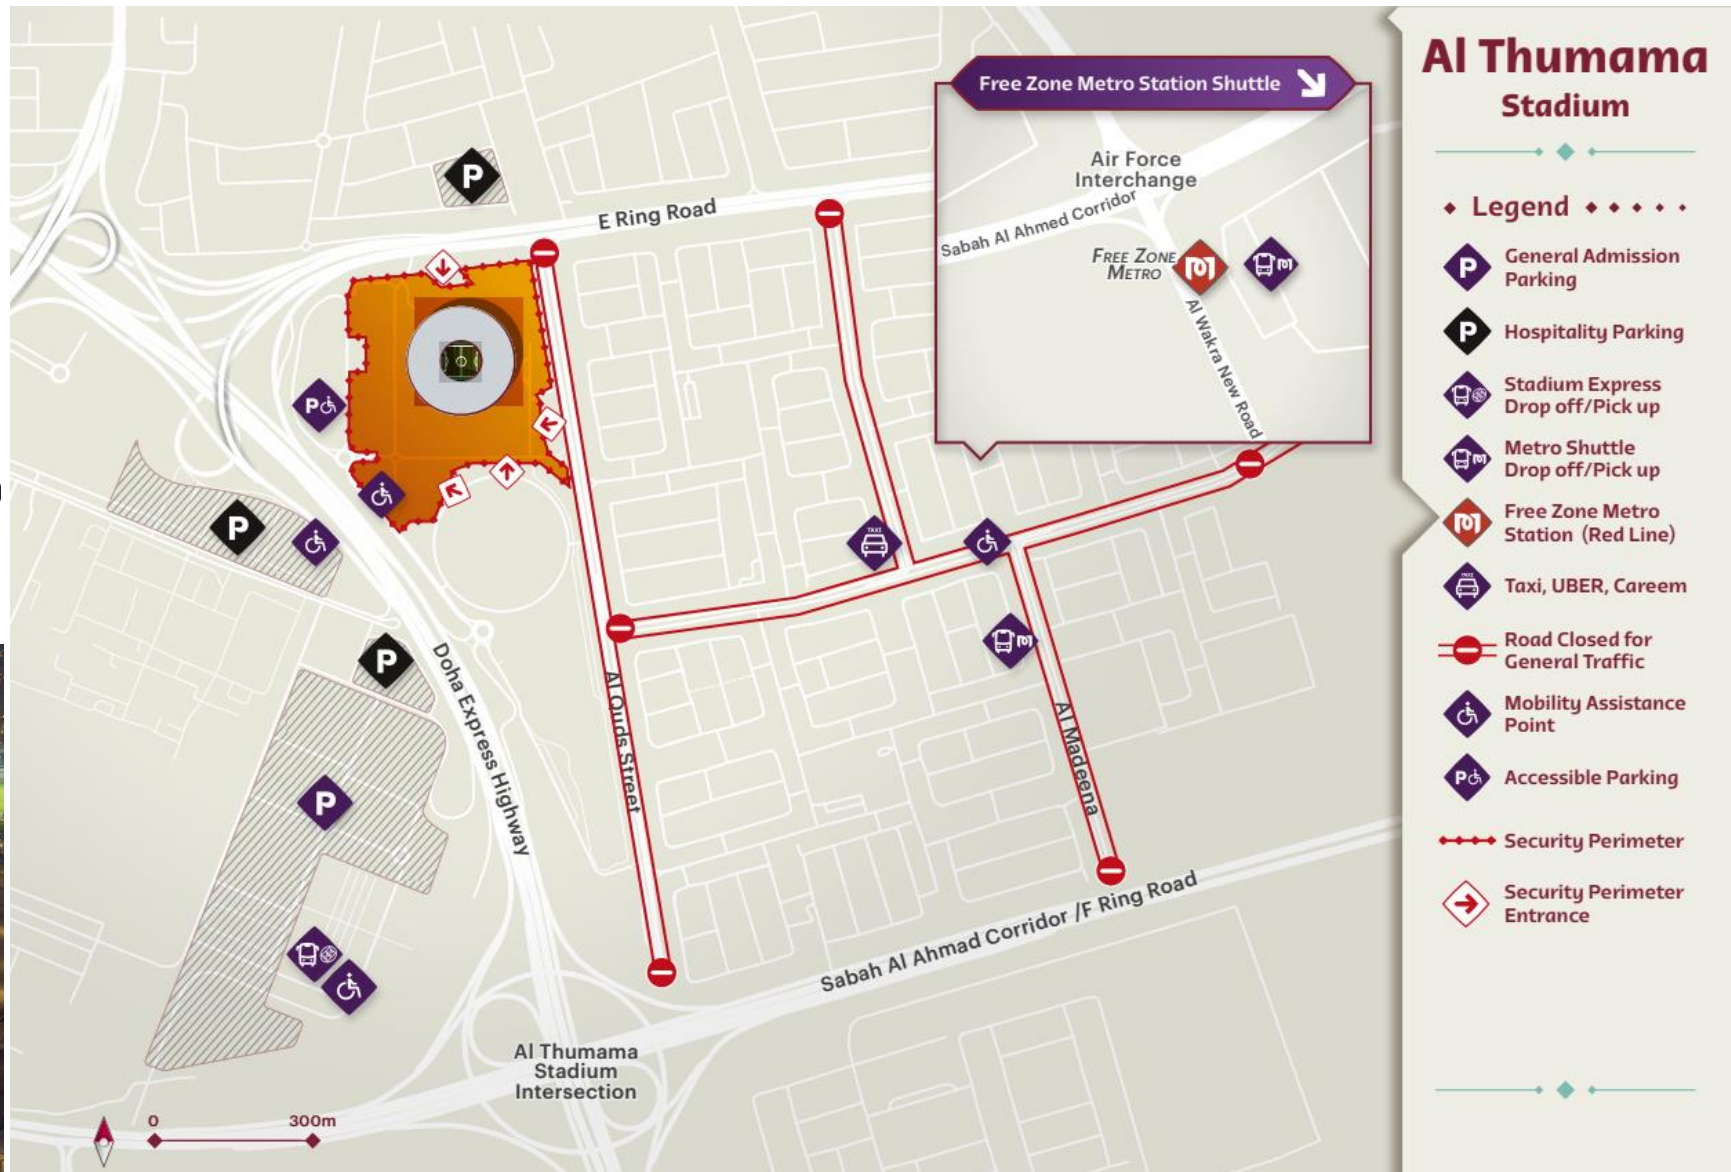 Al Thumama
Stadium
Legend
P
General Admission
Parking
P
Hospitality Parking
Stadium Express
Drop off/Pick up
Metro Shuttle
Drop off/Pick up
Free Zone Metro
Station (Red Line)
TAXI
Taxi, UBER, Careem
Road Closed for
General Traffic
Mobility Assistance
Point
P
Accessible Parking
Security Perimeter
Security Perimeter
Entrance
Free Zone Metro Station Shuttle
Air Force
Interchange
Sabah Al Ahmed Corridor
FREE ZONE
METRO
Al Wakra New Road
P
E Ring Road
P
P
TAXI
P
Doha Express Highway
Al Quds Street
Al Madeena
P
Sabah Al Ahmad Corridor /F Ring Road
Al Thumama
Stadium
Intersection
0 300m